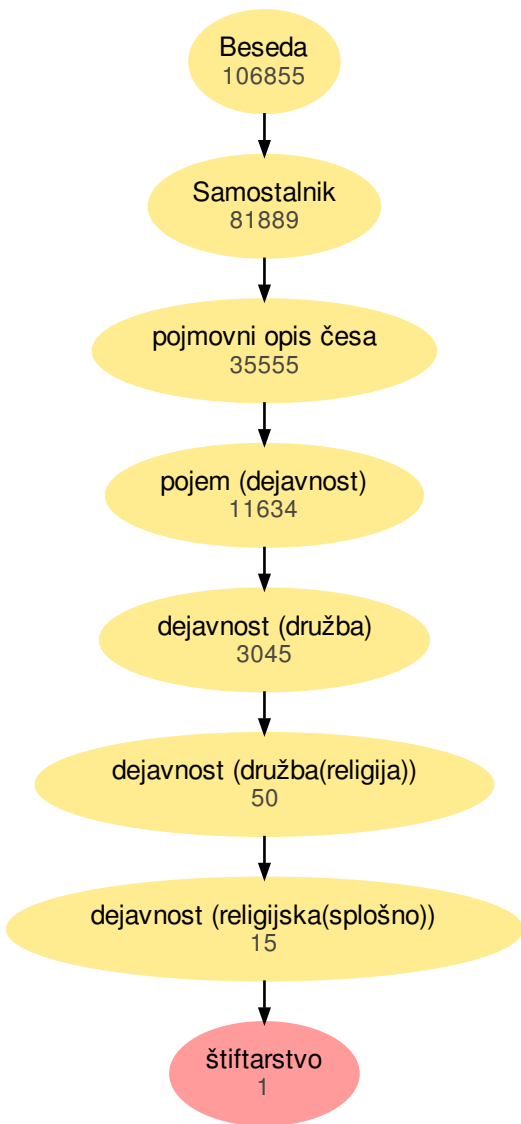 Beseda
106855
Samostalnik
81889
pojmovni opis česa
35555
pojem (dejavnost)
11634
dejavnost (družba)
3045
dejavnost (družba(religija))
50
dejavnost (religijska(splošno))
15
štiftarstvo
1